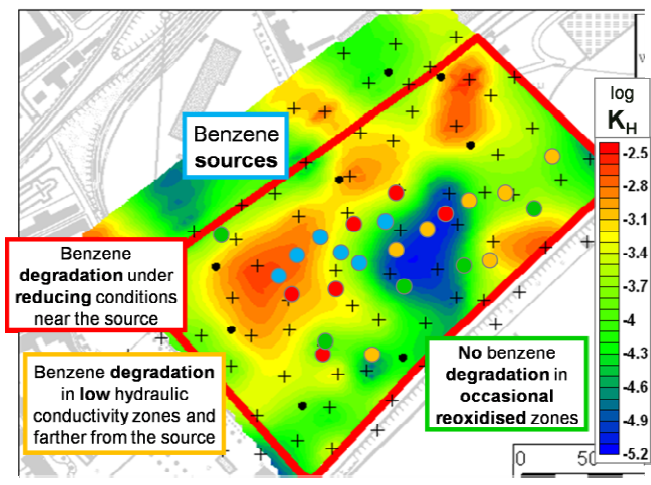 Benzene
sources
Benzene
degradation under
reducing conditions
near the source
Benzene degradation
in low hydraulic
conductivity zones and
farther from the source
No benzene
degradation in
occasional
reoxidised zones
log
KH
-2.5
-2.8
-3.1
-3.4
-3.7
-4
-4.3
-4.6
-4.9
-5.2
0